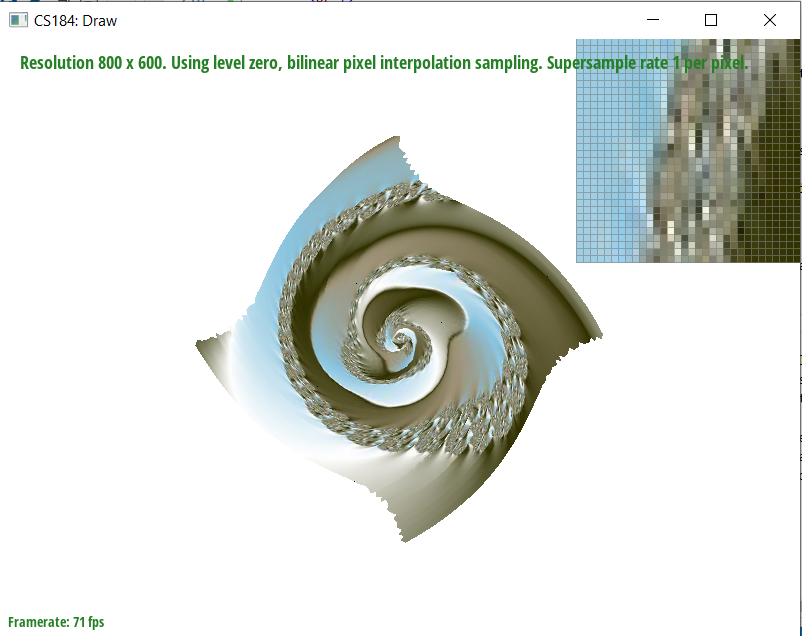 CS184: Draw
Resolution 800 x 600. Using level zero, bilinear pixel interpolation sampling. Supersample rate 1 per pixel.
Framerate: 71 fps